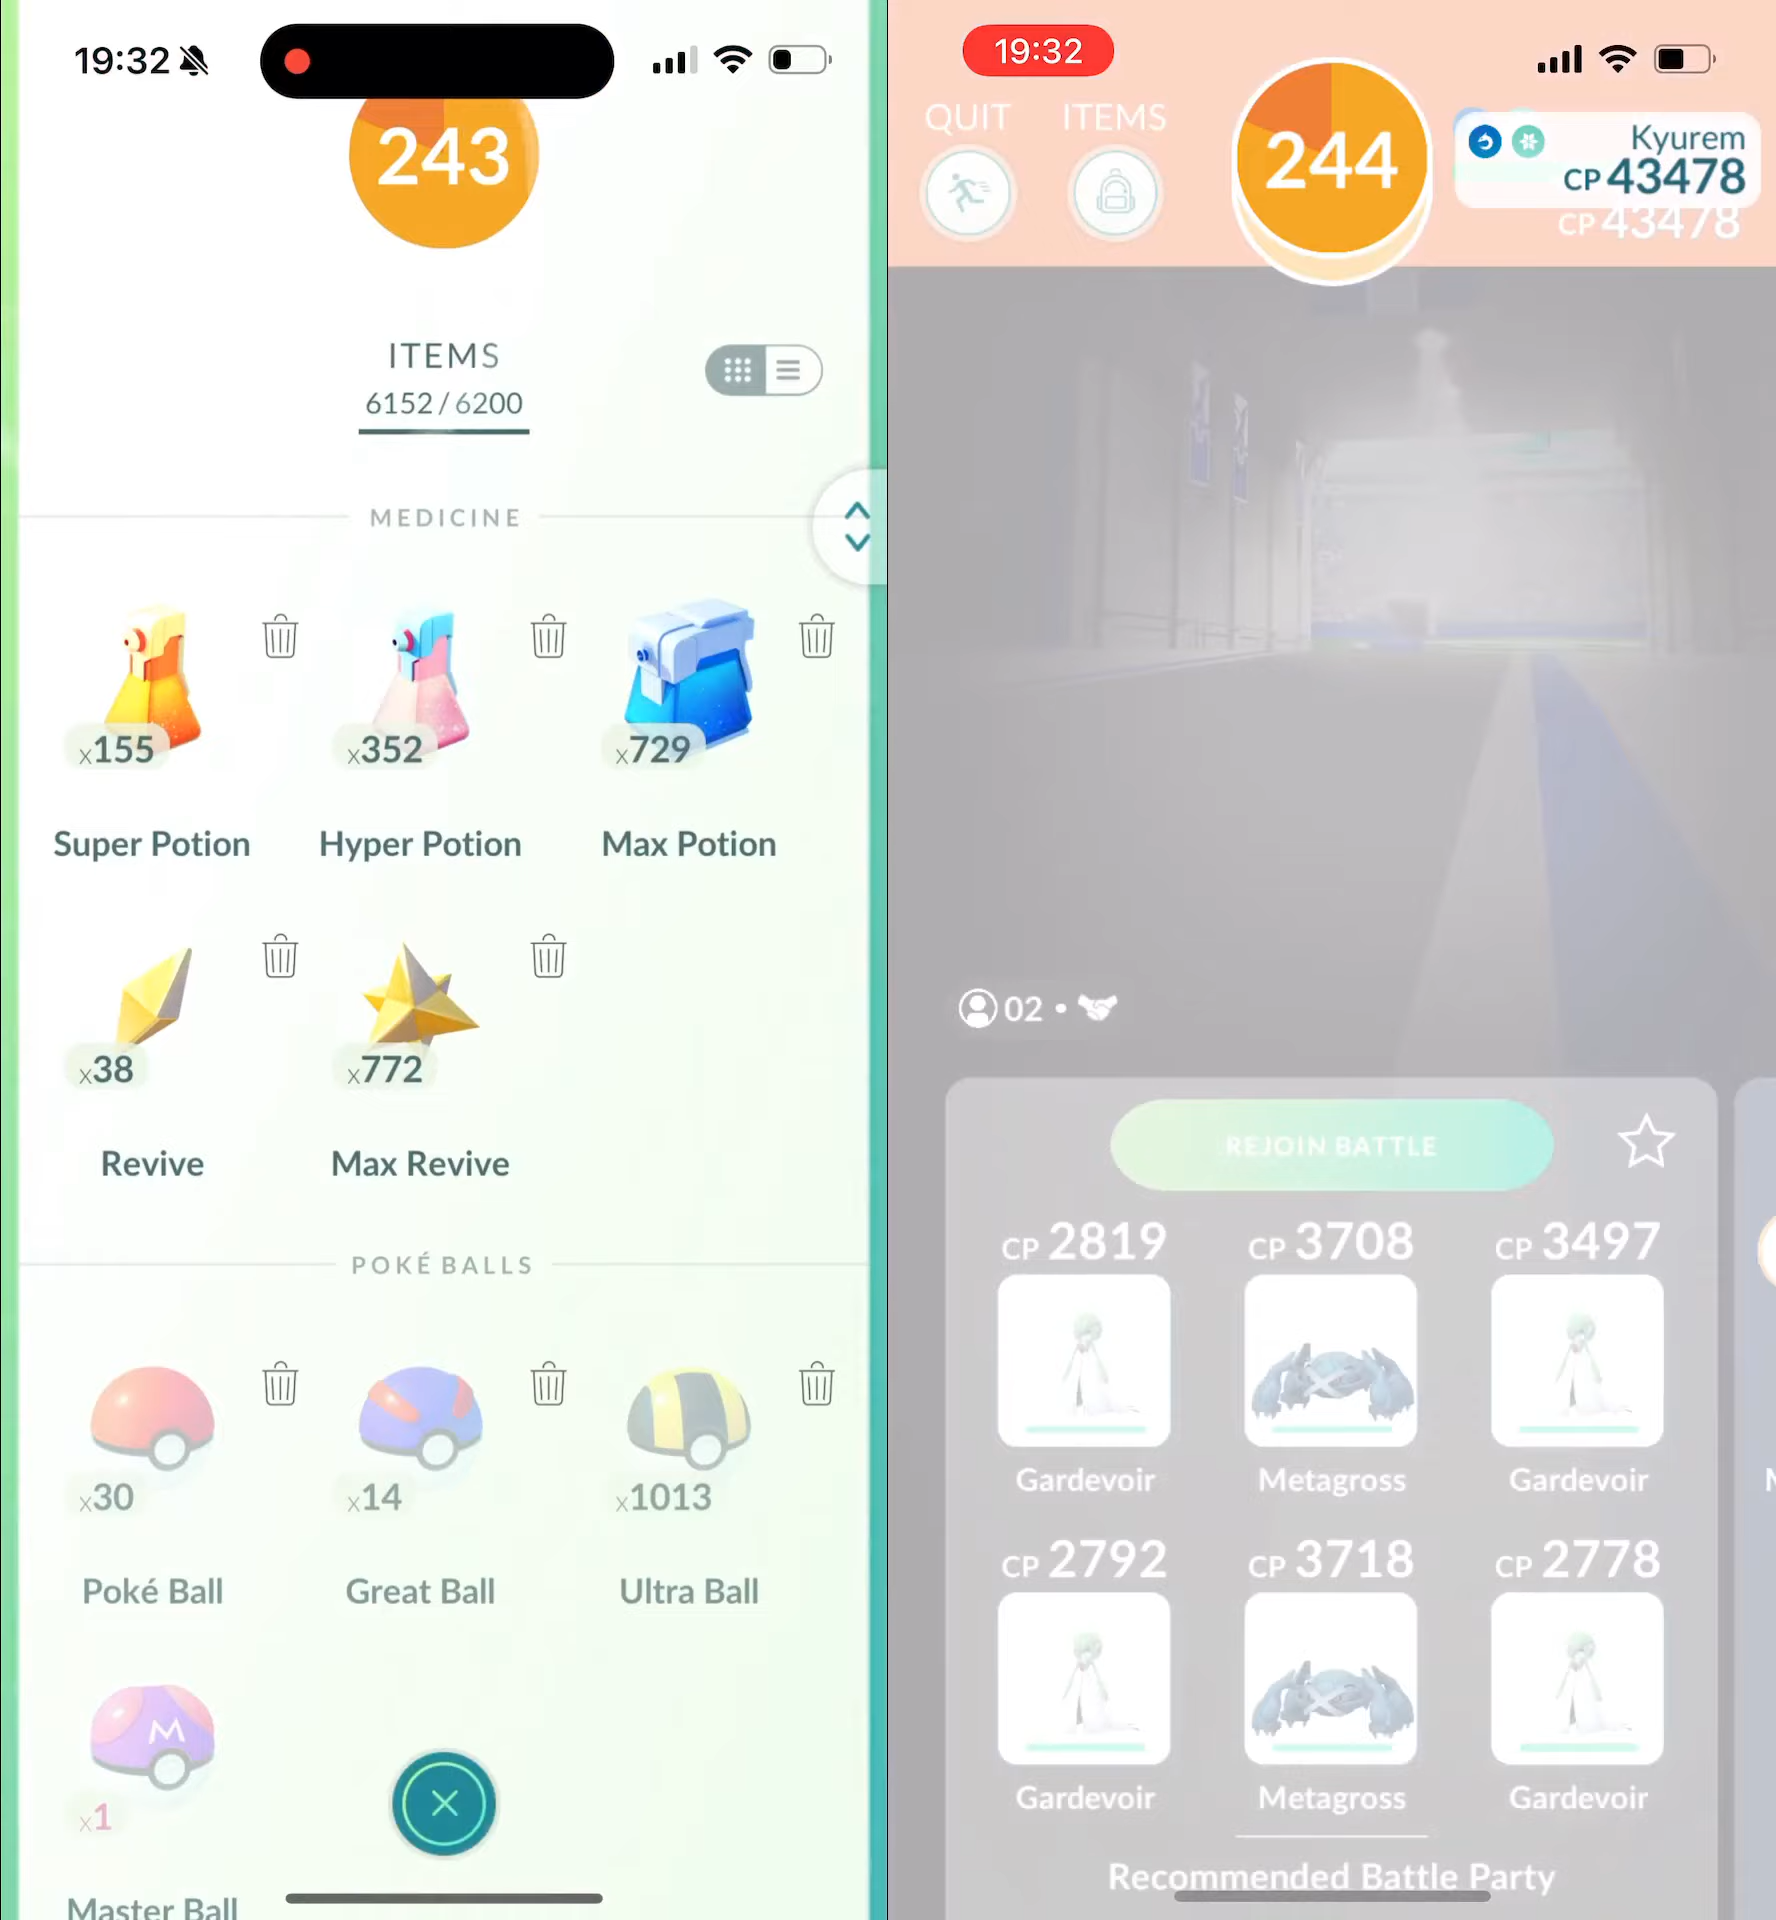 19:32
243
ITEMS
6152 / 6200
MEDICINE
x155
x352
x729
Super Potion
Hyper Potion
Max Potion
x38
x772
Revive
Max Revive
POKÉ BALLS
x30
x14
x1013
Poké Ball
Great Ball
Ultra Ball
M
x1
Master Ball
19:32
QUIT
ITEMS
244
Kyurem
CP 43478
CP 43478
02 •
REJOIN BATTLE
CP 2819
CP 3708
CP 3497
Gardevoir
Metagross
Gardevoir
CP 2792
CP 3718
CP 2778
Gardevoir
Metagross
Gardevoir
Recommended Battle Party